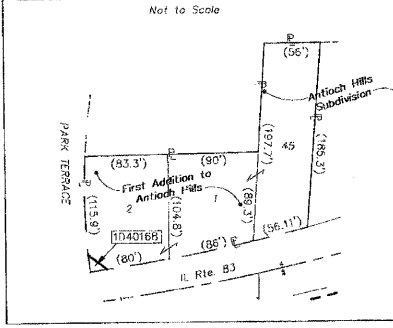 Not to Scale
(56')
Antioch Hills
Subdivision
PARK TERRACE
(83.3')
(90')
(197.7')
45
(185.3')
First Addition to
Antioch Hills
(115.9')
2
(104.8')
1
(89.3')
1D4016B
(80')
(86')
(56.11')
IL Rte. 83